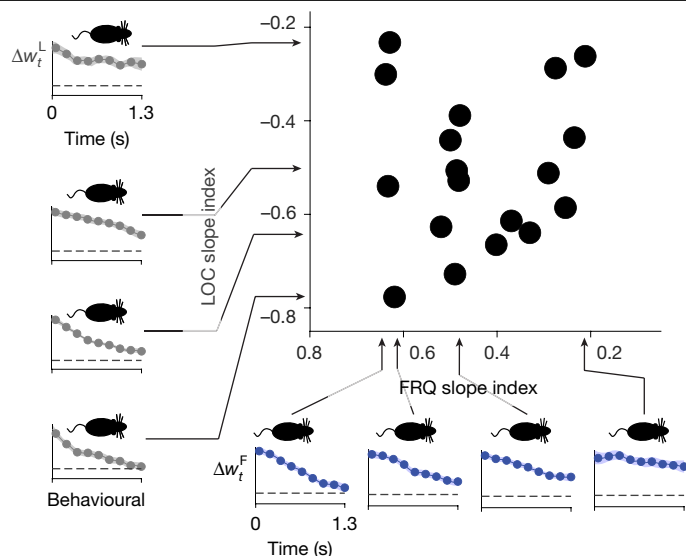 Δw_t^L
0 1.3
Time (s)
Behavioural
LOC slope index
−0.2
−0.4
−0.6
−0.8
0.8 0.6 0.4 0.2
FRQ slope index
Δw_t^F
0 1.3
Time (s)